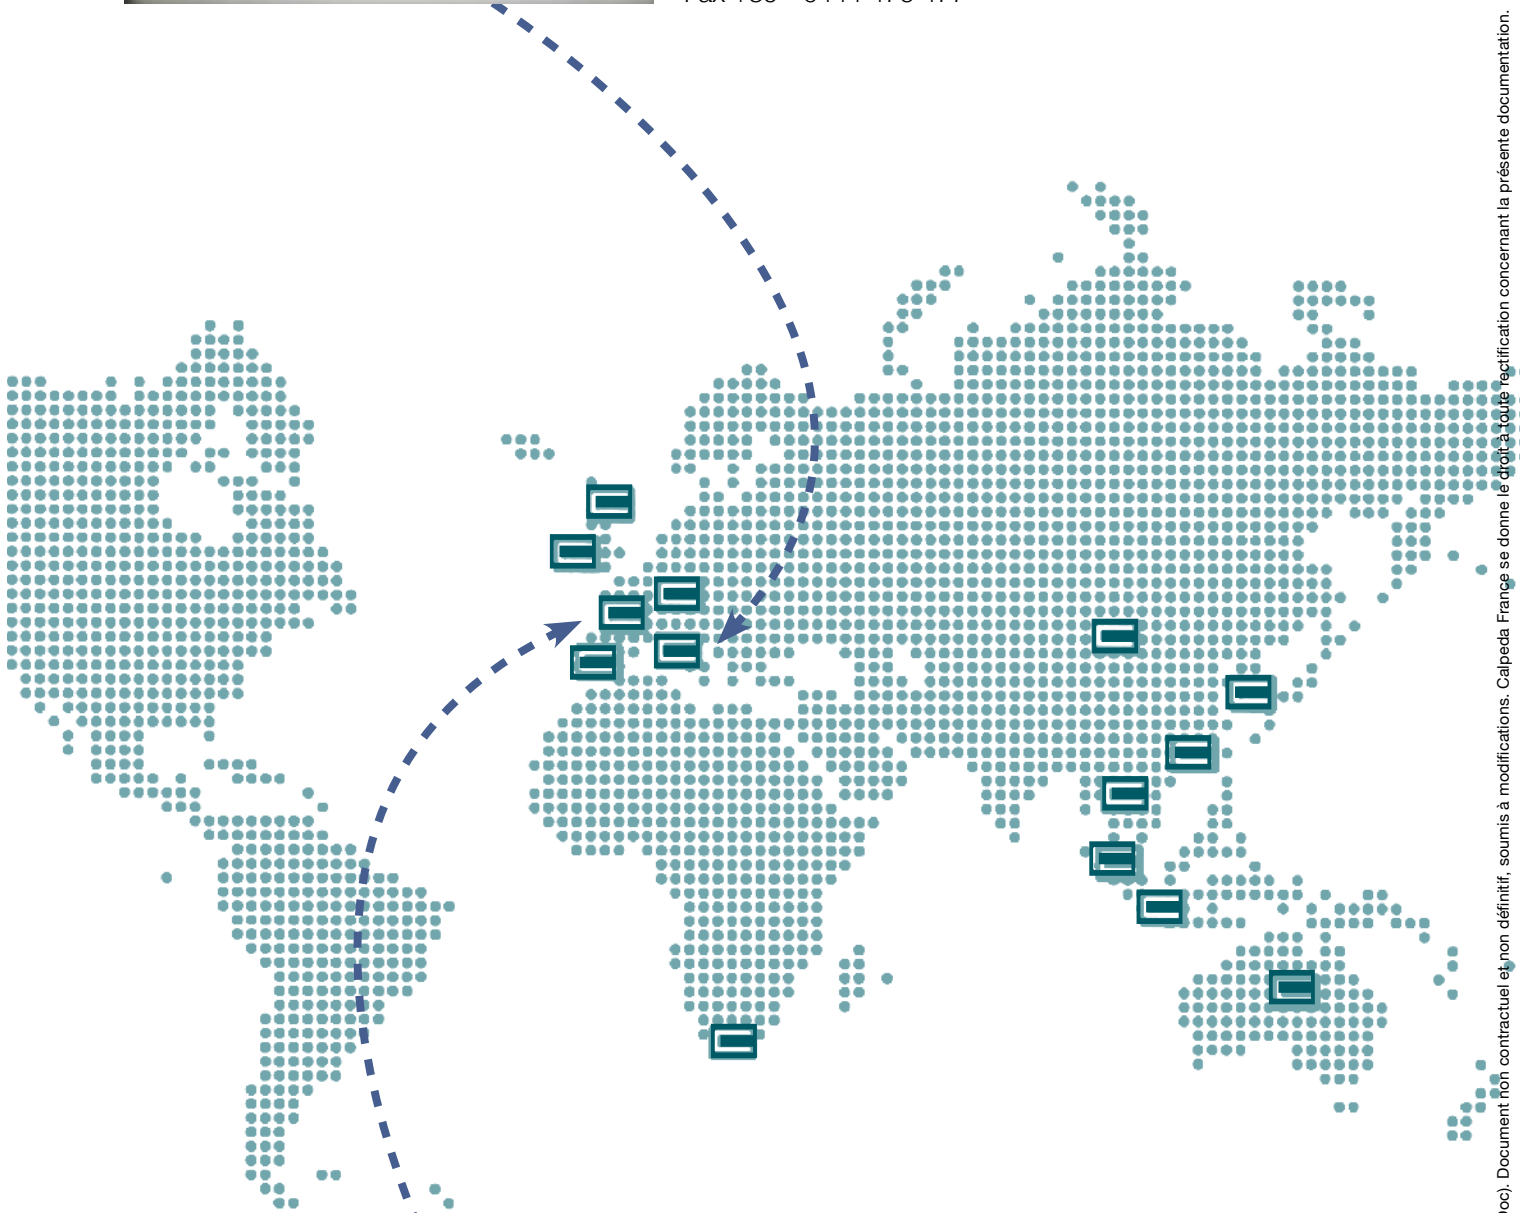 oc). Document non contractuel et non définitif, soumis à modifications. Calpeda France se donne le droit à toute rectification concernant la présente documentation.